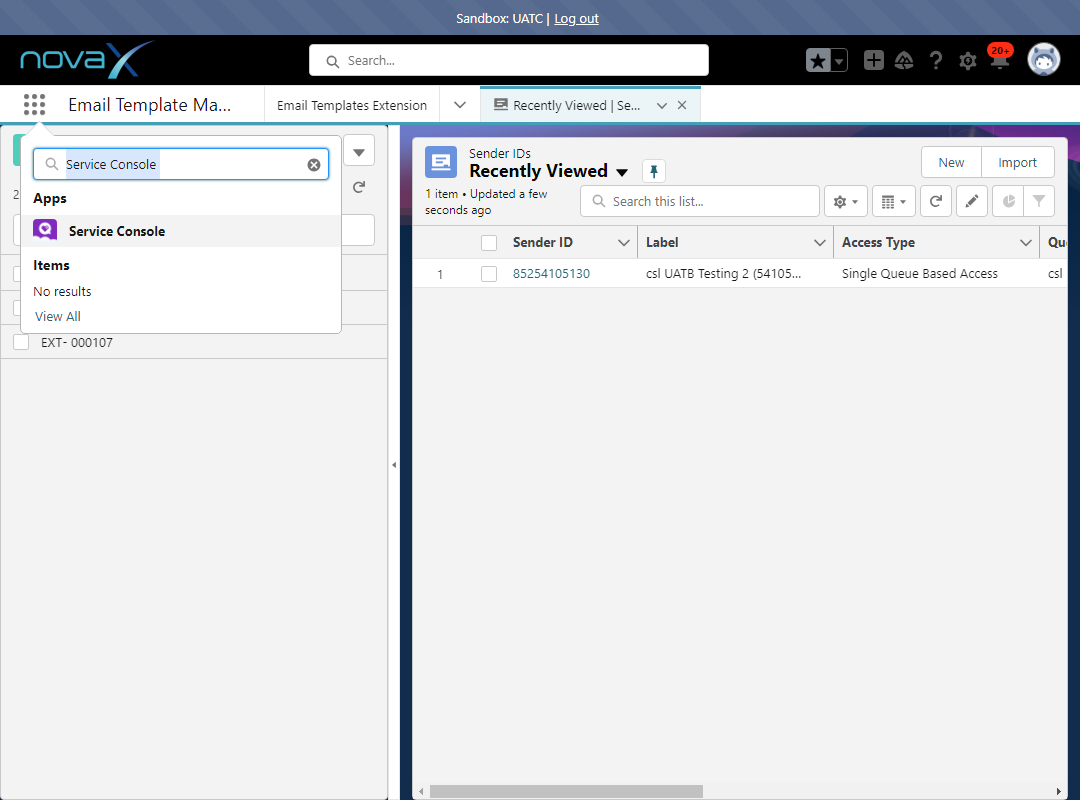 Sandbox: UATC | Log out
novaX
Search...
20+
Email Template Ma...
Email Templates Extension
Recently Viewed | Se...
Service Console
Apps
Service Console
Items
No results
View All
2
EXT- 000107
Sender IDs
Recently Viewed
New
Import
1 item • Updated a few
seconds ago
Search this list...
Sender ID
Label
Access Type
Qu
1
85254105130
csl UATB Testing 2 (54105...
Single Queue Based Access
csl